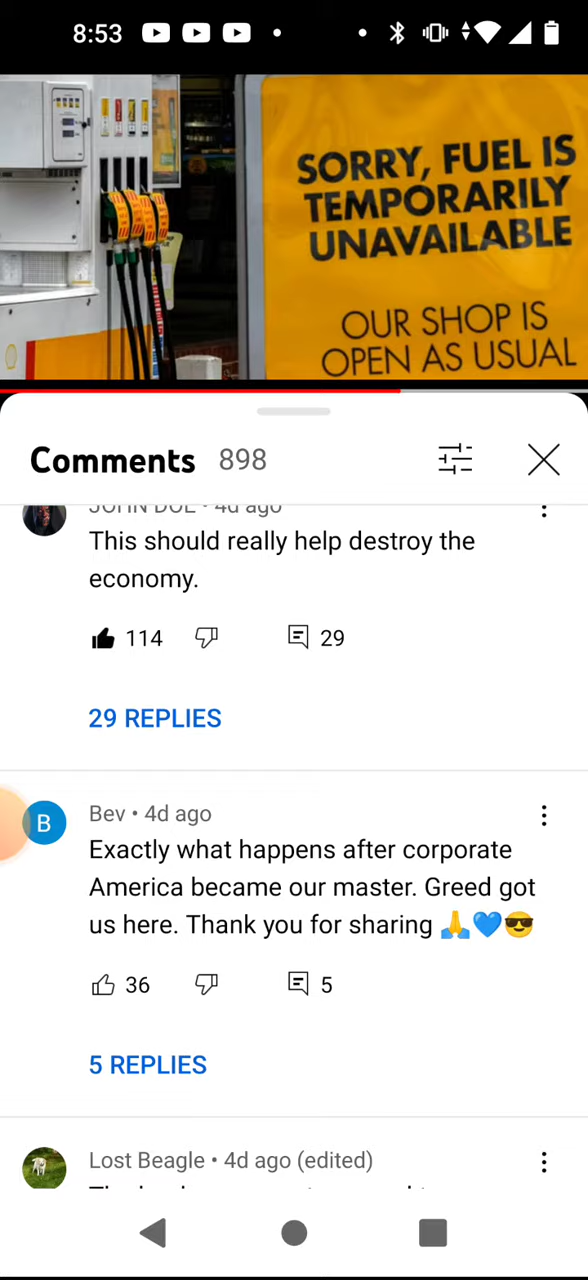 8:53
SORRY, FUEL IS
TEMPORARILY
UNAVAILABLE
OUR SHOP IS
OPEN AS USUAL
Comments 898
JOHN DOE • 4d ago
This should really help destroy the
economy.
114 29
29 REPLIES
B
Bev • 4d ago
Exactly what happens after corporate
America became our master. Greed got
us here. Thank you for sharing 🙏💙😎
36 5
5 REPLIES
Lost Beagle • 4d ago (edited)